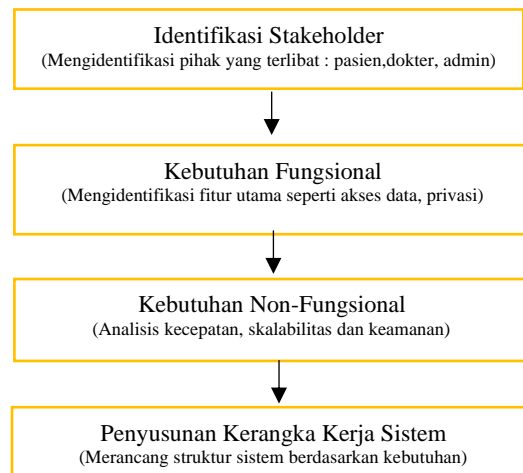 Identifikasi Stakeholder
(Mengidentifikasi pihak yang terlibat : pasien,dokter, admin)
Kebutuhan Fungsional
(Mengidentifikasi fitur utama seperti akses data, privasi)
Kebutuhan Non-Fungsional
(Analisis kecepatan, skalabilitas dan keamanan)
Penyusunan Kerangka Kerja Sistem
(Merancang struktur sistem berdasarkan kebutuhan)